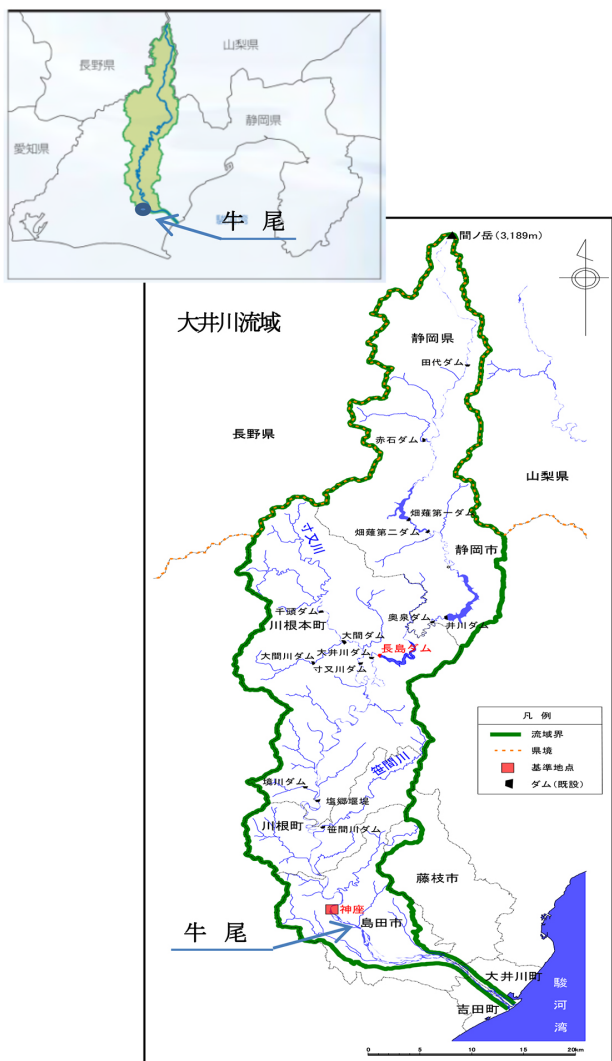 長野県
山梨県
静岡県
愛知県
牛 尾
間ノ岳(3,189m)
大井川流域
静岡県
田代ダム
長野県
赤石ダム
山梨県
畑薙第一ダム
畑薙第二ダム
静岡市
寸又川
千頭ダム
川根本町
奥泉ダム
井川ダム
大間ダム
大間川ダム
大井川ダム
長島ダム
寸又川ダム
凡 例
流域界
県境
基準地点
ダム(既設)
笹間川
境川ダム
塩郷堰堤
川根町
笹間川ダム
藤枝市
神座
島田市
牛 尾
大井川町
吉田町
駿河湾
0 5 10 15 20km